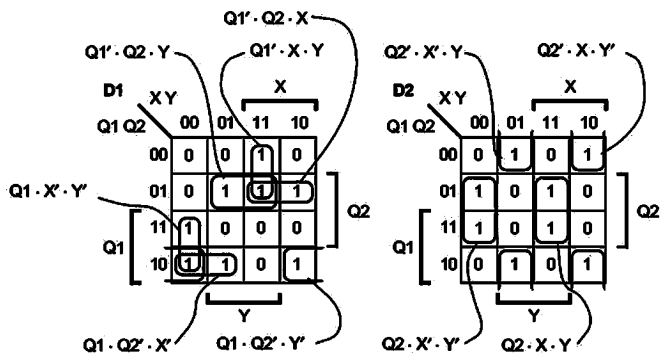 Q1′ · Q2 · X
Q1′ · Q2 · Y
Q1′ · X · Y
Q2′ · X′ · Y
Q2′ · X · Y′
D1
X Y
X
D2
X Y
X
Q1 Q2
00 01 11 10
Q1 Q2
00 01 11 10
00 0 0 1 0
00 0 1 0 1
01 0 1 1 1
01 1 0 1 0
Q1 · X′ · Y′
Q2
Q2
11 1 0 0 0
11 1 0 1 0
Q1
Q1
10 1 1 0 1
10 0 1 0 1
Y
Y
Q1 · Q2′ · X′
Q1 · Q2′ · Y′
Q2 · X′ · Y′
Q2 · X · Y